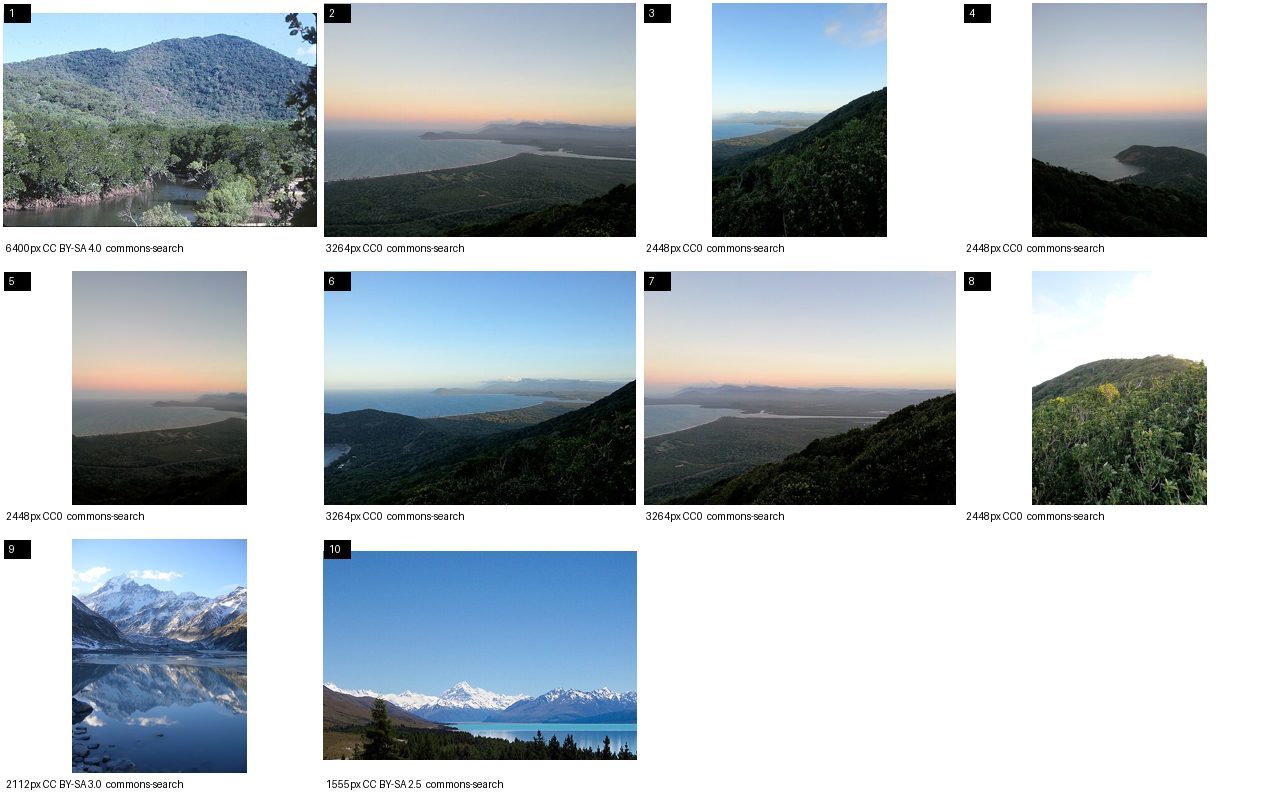 1
2
3
4
6400px CC BY-SA 4.0 commons-search
3264px CC0 commons-search
2448px CC0 commons-search
2448px CC0 commons-search
5
6
7
8
2448px CC0 commons-search
3264px CC0 commons-search
3264px CC0 commons-search
2448px CC0 commons-search
9
10
2112px CC BY-SA 3.0 commons-search
1555px CC BY-SA 2.5 commons-search